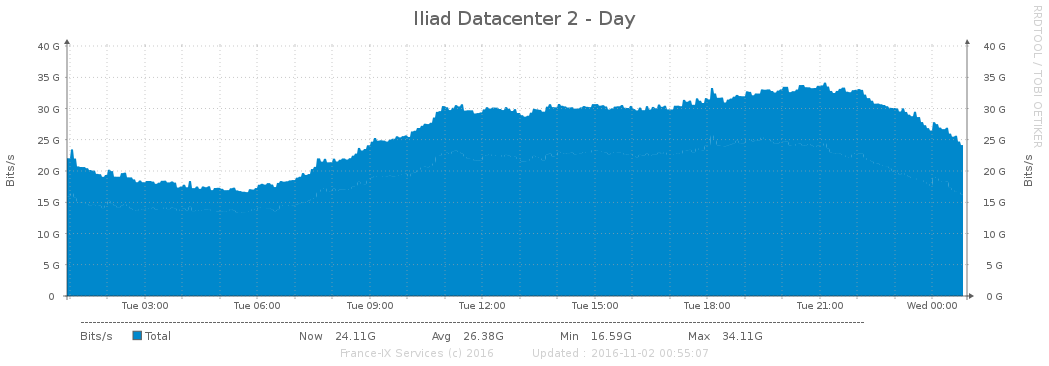 Iliad Datacenter 2 - Day
RRDTOOL / TOBI OETIKER
Bits/s
Bits/s
40 G 40 G
35 G 35 G
30 G 30 G
25 G 25 G
20 G 20 G
15 G 15 G
10 G 10 G
5 G 5 G
0 0 G
Tue 03:00 Tue 06:00 Tue 09:00 Tue 12:00 Tue 15:00 Tue 18:00 Tue 21:00 Wed 00:00
Bits/s Total Now 24.11G Avg 26.38G Min 16.59G Max 34.11G
France-IX Services (c) 2016 Updated : 2016-11-02 00:55:07